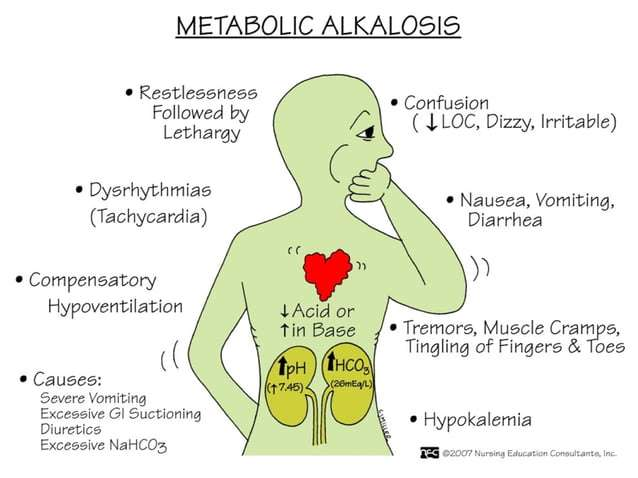 METABOLIC ALKALOSIS
• Restlessness
Followed by
Lethargy
• Confusion
( ↓LOC, Dizzy, Irritable)
• Dysrhythmias
(Tachycardia)
• Nausea, Vomiting,
Diarrhea
• Compensatory
Hypoventilation
↓Acid or
↑in Base
• Tremors, Muscle Cramps,
Tingling of Fingers & Toes
↑pH
(↑7.45)
↑HCO3
(26mEq/L)
• Causes:
Severe Vomiting
Excessive GI Suctioning
Diuretics
Excessive NaHCO3
• Hypokalemia
S.MILLER
NEC ©2007 Nursing Education Consultants, Inc.